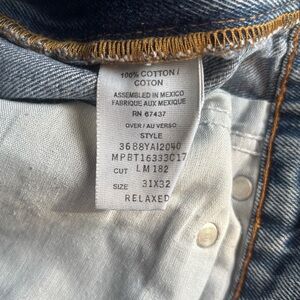 100% COTTON /
COTON
ASSEMBLED IN MEXICO
FABRIQUE AUX MEXIQUE
RN 67437
OVER / AU VERSO
STYLE
3688YAI2040
MPBT16333C17
CUT LM182
SIZE 31X32
RELAXED